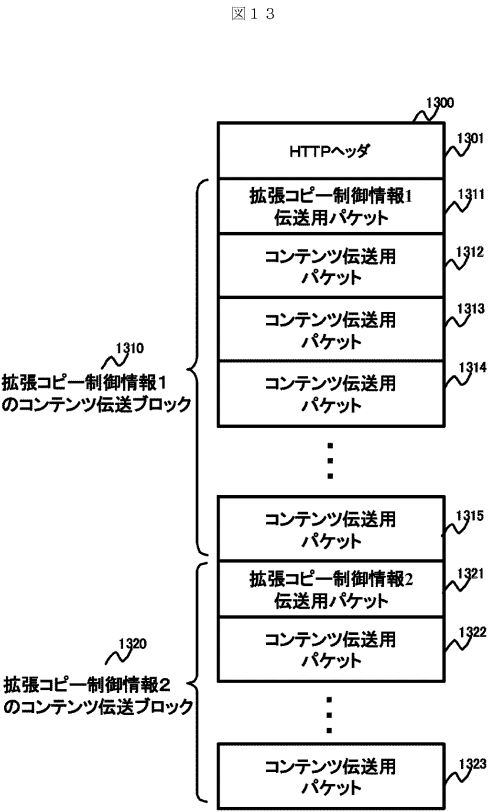 図１３
1300
HTTPヘッダ
1301
拡張コピー制御情報1
伝送用パケット
1311
コンテンツ伝送用
パケット
1312
コンテンツ伝送用
パケット
1313
コンテンツ伝送用
パケット
1314
1310
拡張コピー制御情報1
のコンテンツ伝送ブロック
コンテンツ伝送用
パケット
1315
拡張コピー制御情報2
伝送用パケット
1321
コンテンツ伝送用
パケット
1322
1320
拡張コピー制御情報２
のコンテンツ伝送ブロック
コンテンツ伝送用
パケット
1323